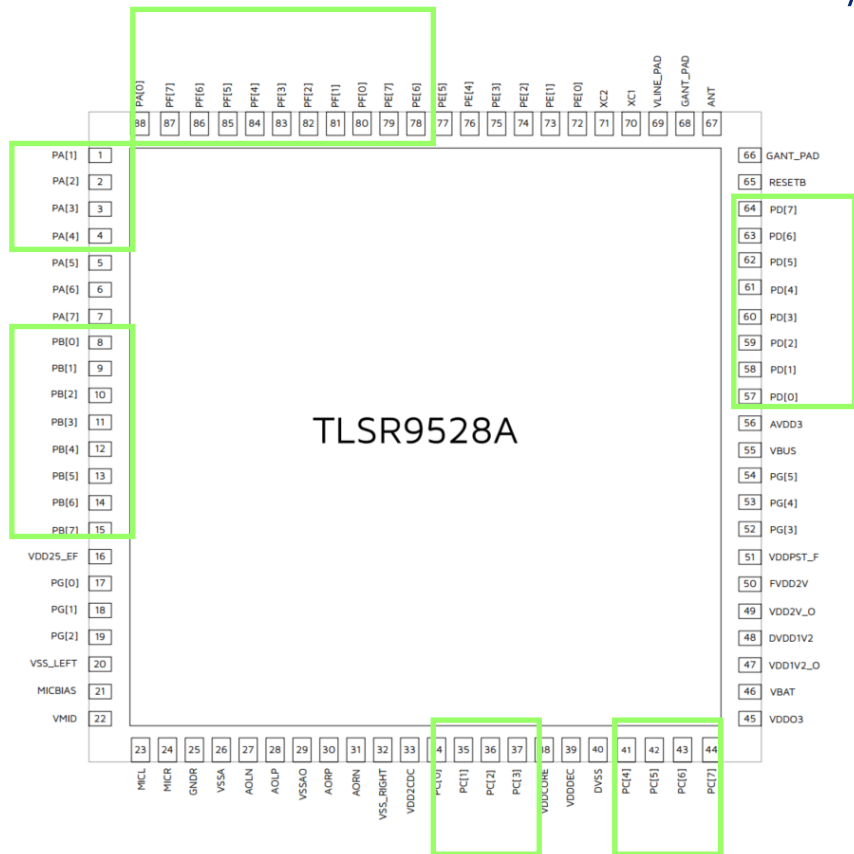 PA[0] PF[7] PF[6] PF[5] PF[4] PF[3] PF[2] PF[1] PF[0] PE[7] PE[6] PE[5] PE[4] PE[3] PE[2] PE[1] PE[0] XC2 XC1 VLINE_PAD GANT_PAD ANT
88 87 86 85 84 83 82 81 80 79 78 77 76 75 74 73 72 71 70 69 68 67
PA[1] 1
PA[2] 2
PA[3] 3
PA[4] 4
PA[5] 5
PA[6] 6
PA[7] 7
PB[0] 8
PB[1] 9
PB[2] 10
PB[3] 11
PB[4] 12
PB[5] 13
PB[6] 14
PB[7] 15
VDD25_EF 16
PG[0] 17
PG[1] 18
PG[2] 19
VSS_LEFT 20
MICBIAS 21
VMID 22
TLSR9528A
66 GANT_PAD
65 RESETB
64 PD[7]
63 PD[6]
62 PD[5]
61 PD[4]
60 PD[3]
59 PD[2]
58 PD[1]
57 PD[0]
56 AVDD3
55 VBUS
54 PG[5]
53 PG[4]
52 PG[3]
51 VDDPST_F
50 FVDD2V
49 VDD2V_O
48 DVDD1V2
47 VDD1V2_O
46 VBAT
45 VDDO3
23 24 25 26 27 28 29 30 31 32 33 34 35 36 37 38 39 40 41 42 43 44
MICL MICR GNDR VSSA AOLN AOLP VSSAO AORP AORN VSS_RIGHT VDD2CDC PC[0] PC[1] PC[2] PC[3] VDDCORE VDDDEC DVSS PC[4] PC[5] PC[6] PC[7]